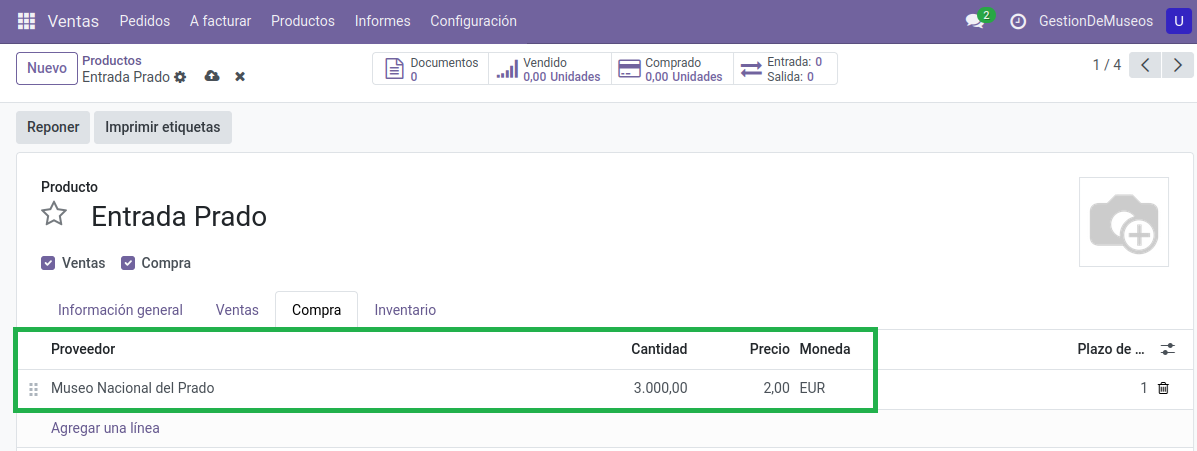 Ventas Pedidos A facturar Productos Informes Configuración 2 GestionDeMuseos U
Nuevo Productos Documentos Vendido Comprado Entrada: 0 1 / 4
Entrada Prado 0 0,00 Unidades 0,00 Unidades Salida: 0
Reponer Imprimir etiquetas
Producto
Entrada Prado
Ventas Compra
Información general Ventas Compra Inventario
Proveedor Cantidad Precio Moneda Plazo de ...
Museo Nacional del Prado 3.000,00 2,00 EUR 1
Agregar una línea